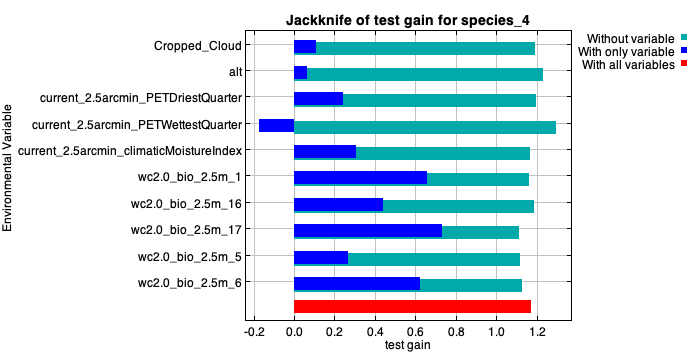 Jackknife of test gain for species_4
Without variable
With only variable
With all variables
Environmental Variable
Cropped_Cloud
alt
current_2.5arcmin_PETDriestQuarter
current_2.5arcmin_PETWettestQuarter
current_2.5arcmin_climaticMoistureIndex
wc2.0_bio_2.5m_1
wc2.0_bio_2.5m_16
wc2.0_bio_2.5m_17
wc2.0_bio_2.5m_5
wc2.0_bio_2.5m_6
-0.2 0.0 0.2 0.4 0.6 0.8 1.0 1.2
test gain